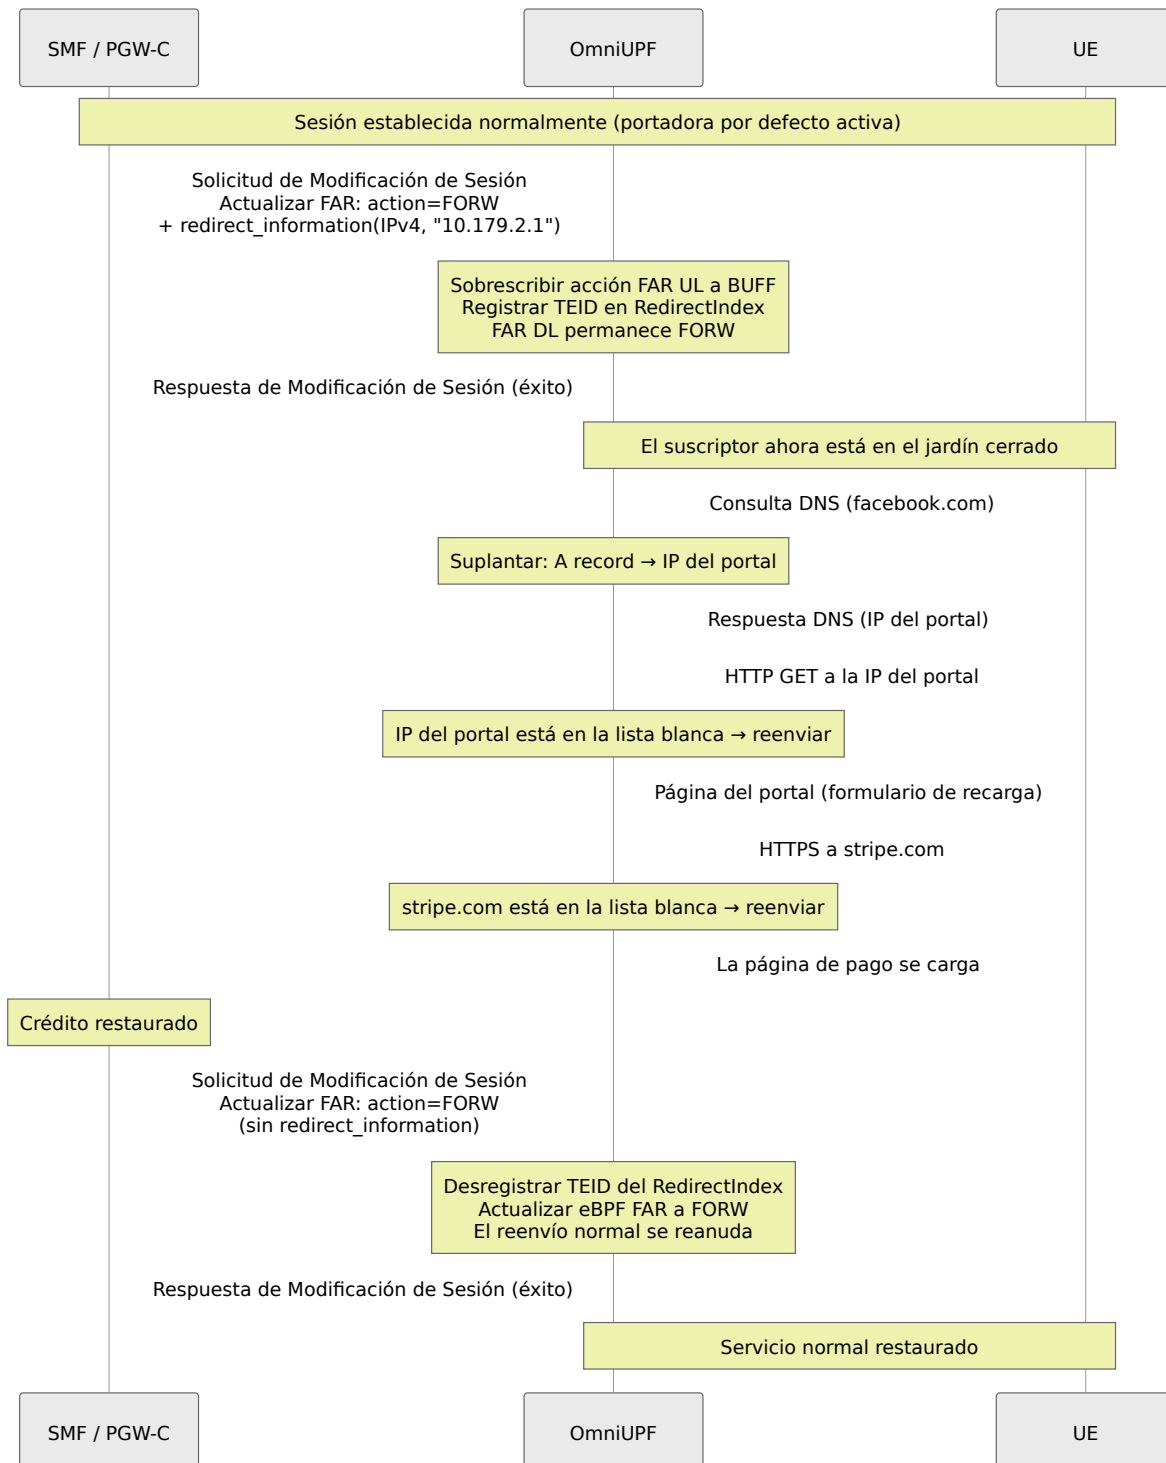 SMF / PGW-C
OmniUPF
UE
Sesión establecida normalmente (portadora por defecto activa)
Solicitud de Modificación de Sesión
Actualizar FAR: action=FORW
+ redirect_information(IPv4, "10.179.2.1")
Sobrescribir acción FAR UL a BUFF
Registrar TEID en RedirectIndex
FAR DL permanece FORW
Respuesta de Modificación de Sesión (éxito)
El suscriptor ahora está en el jardín cerrado
Consulta DNS (facebook.com)
Suplantar: A record → IP del portal
Respuesta DNS (IP del portal)
HTTP GET a la IP del portal
IP del portal está en la lista blanca → reenviar
Página del portal (formulario de recarga)
HTTPS a stripe.com
stripe.com está en la lista blanca → reenviar
La página de pago se carga
Crédito restaurado
Solicitud de Modificación de Sesión
Actualizar FAR: action=FORW
(sin redirect_information)
Desregistrar TEID del RedirectIndex
Actualizar eBPF FAR a FORW
El reenvío normal se reanuda
Respuesta de Modificación de Sesión (éxito)
Servicio normal restaurado
SMF / PGW-C
OmniUPF
UE